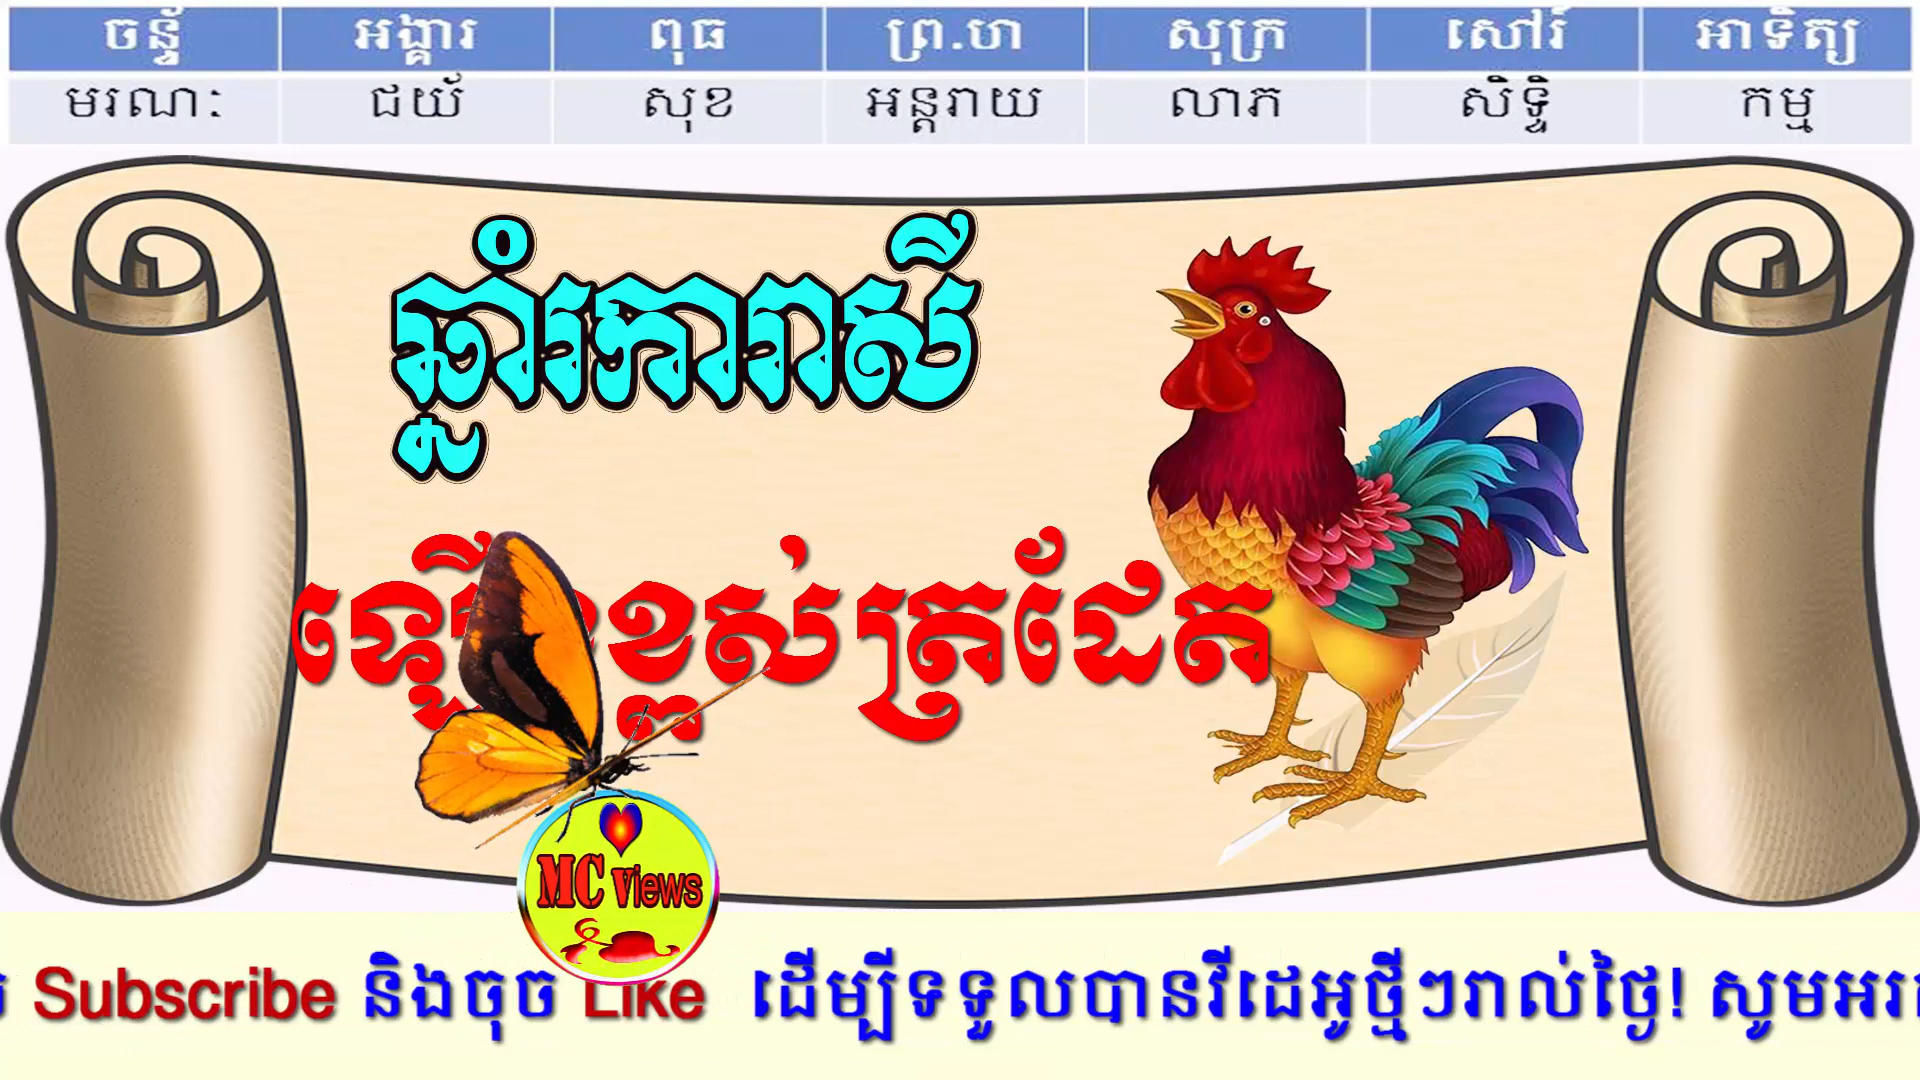 ចន្ទ័ អង្គារ ពុធ ព្រ.ហ សុក្រ សៅរ៍ អាទិត្យ
មរណៈ ជយ័ សុខ អន្តរាយ លាភ សិទ្ធិ កម្ម
ឆ្នាំរការាសី
ខ្ពស់ត្រដែត
MC Views
Subscribe និងចុច Like ដើម្បីទទួលបានវីដេអូថ្មីៗរាល់ថ្ងៃ! សូមអរ